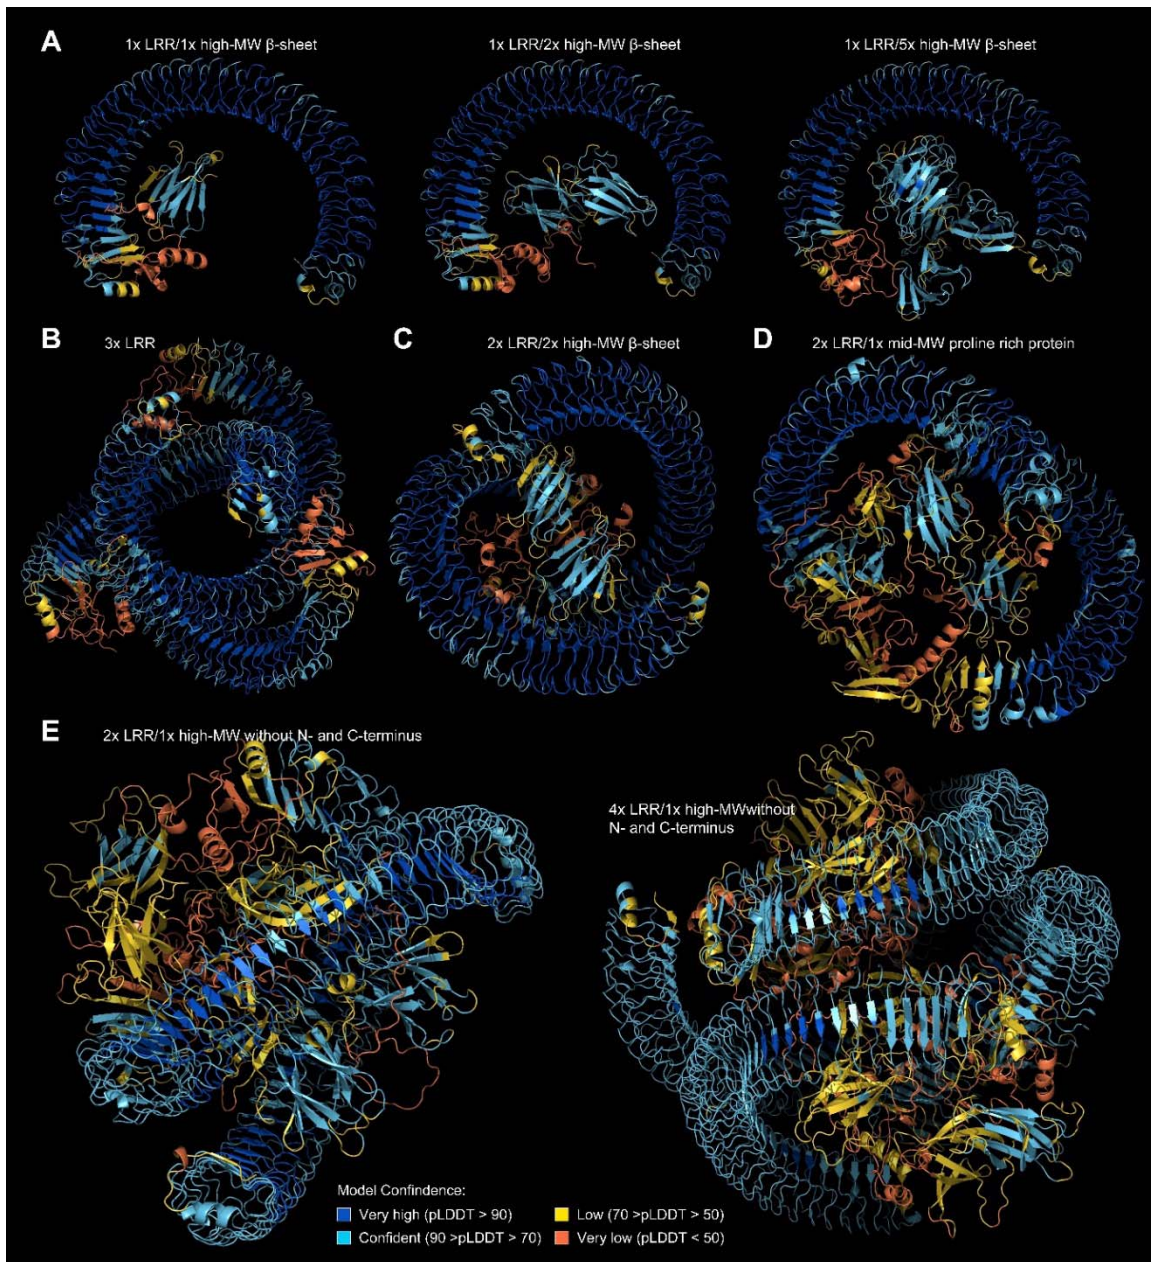 A
1x LRR/1x high-MW β-sheet
1x LRR/2x high-MW β-sheet
1x LRR/5x high-MW β-sheet
B
3x LRR
C
2x LRR/2x high-MW β-sheet
D
2x LRR/1x mid-MW proline rich protein
E
2x LRR/1x high-MW without N- and C-terminus
4x LRR/1x high-MWwithout
N- and C-terminus
Model Confindence:
Very high (pLDDT > 90)
Low (70 >pLDDT > 50)
Confident (90 >pLDDT > 70)
Very low (pLDDT < 50)